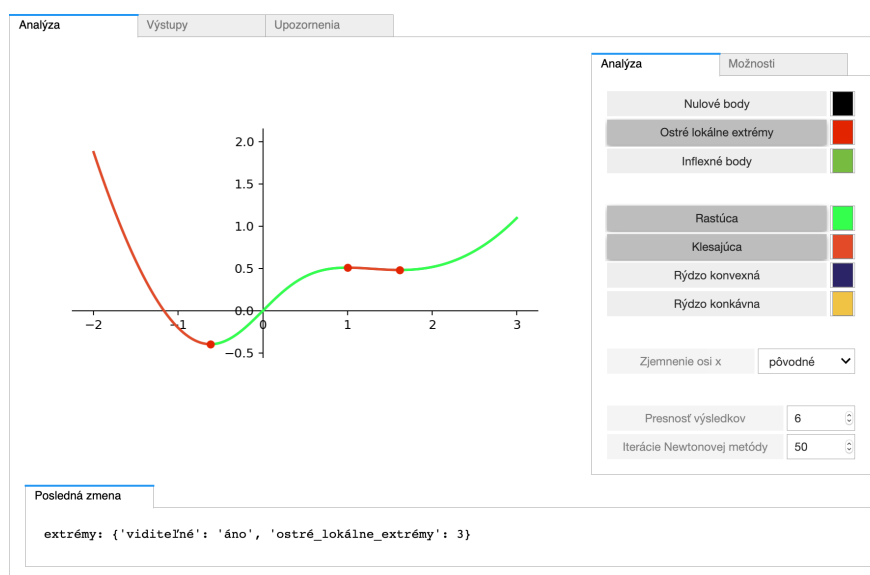 Analýza
Výstupy
Upozornenia
Analýza
Možnosti
Nulové body
Ostré lokálne extrémy
Inflexné body
Rastúca
Klesajúca
Rýdzo konvexná
Rýdzo konkávna
Zjemnenie osi x
pôvodné
Presnosť výsledkov
6
Iterácie Newtonovej metódy
50
2.0
1.5
1.0
0.5
0.0
−0.5
−2
−1
0
1
2
3
Posledná zmena
extrémy: {'viditeľné': 'áno', 'ostré_lokálne_extrémy': 3}